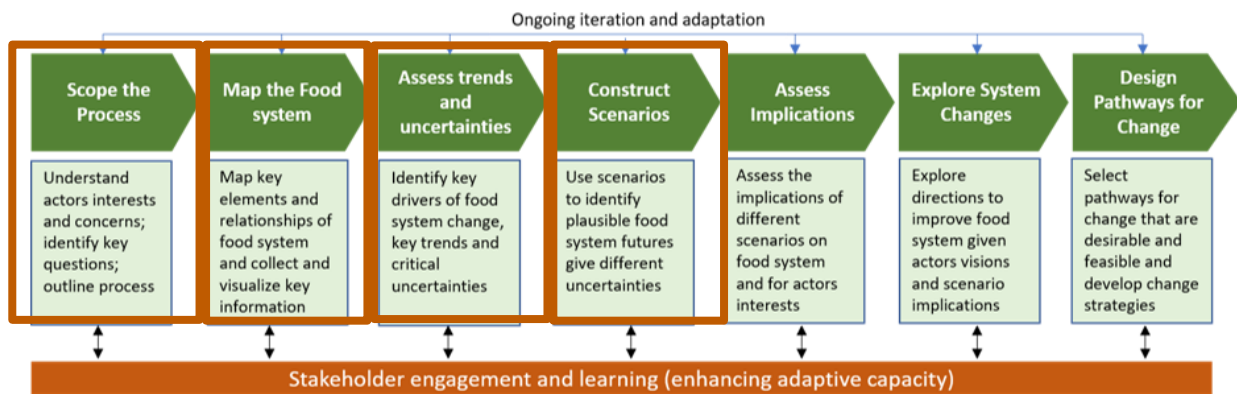 Ongoing iteration and adaptation
Scope the
Process
Map the Food
system
Assess trends
and
uncertainties
Construct
Scenarios
Assess
Implications
Explore System
Changes
Design
Pathways for
Change
Understand
actors interests
and concerns;
identify key
questions;
outline process
Map key
elements and
relationships of
food system
and collect and
visualize key
information
Identify key
drivers of food
system change,
key trends and
critical
uncertainties
Use scenarios
to identify
plausible food
system futures
give different
uncertainties
Assess the
implications of
different
scenarios on
food system
and for actors
interests
Explore
directions to
improve food
system given
actors visions
and scenario
implications
Select
pathways for
change that are
desirable and
feasible and
develop change
strategies
Stakeholder engagement and learning (enhancing adaptive capacity)